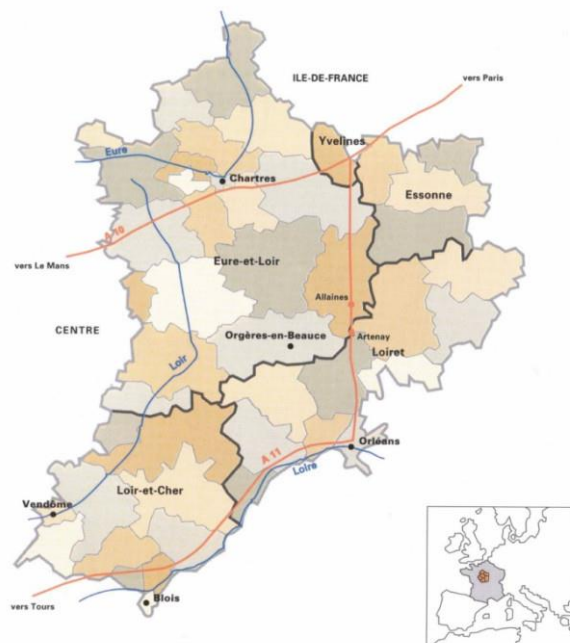 ILE-DE-FRANCE
vers Paris
Yvelines
Eure
Chartres
Essonne
A 10
vers Le Mans
Eure-et-Loir
Allaines
CENTRE
Orgères-en-Beauce
Artenay
Loiret
Loir
Orléans
A 11
Loire
Loir-et-Cher
Vendôme
vers Tours
Blois